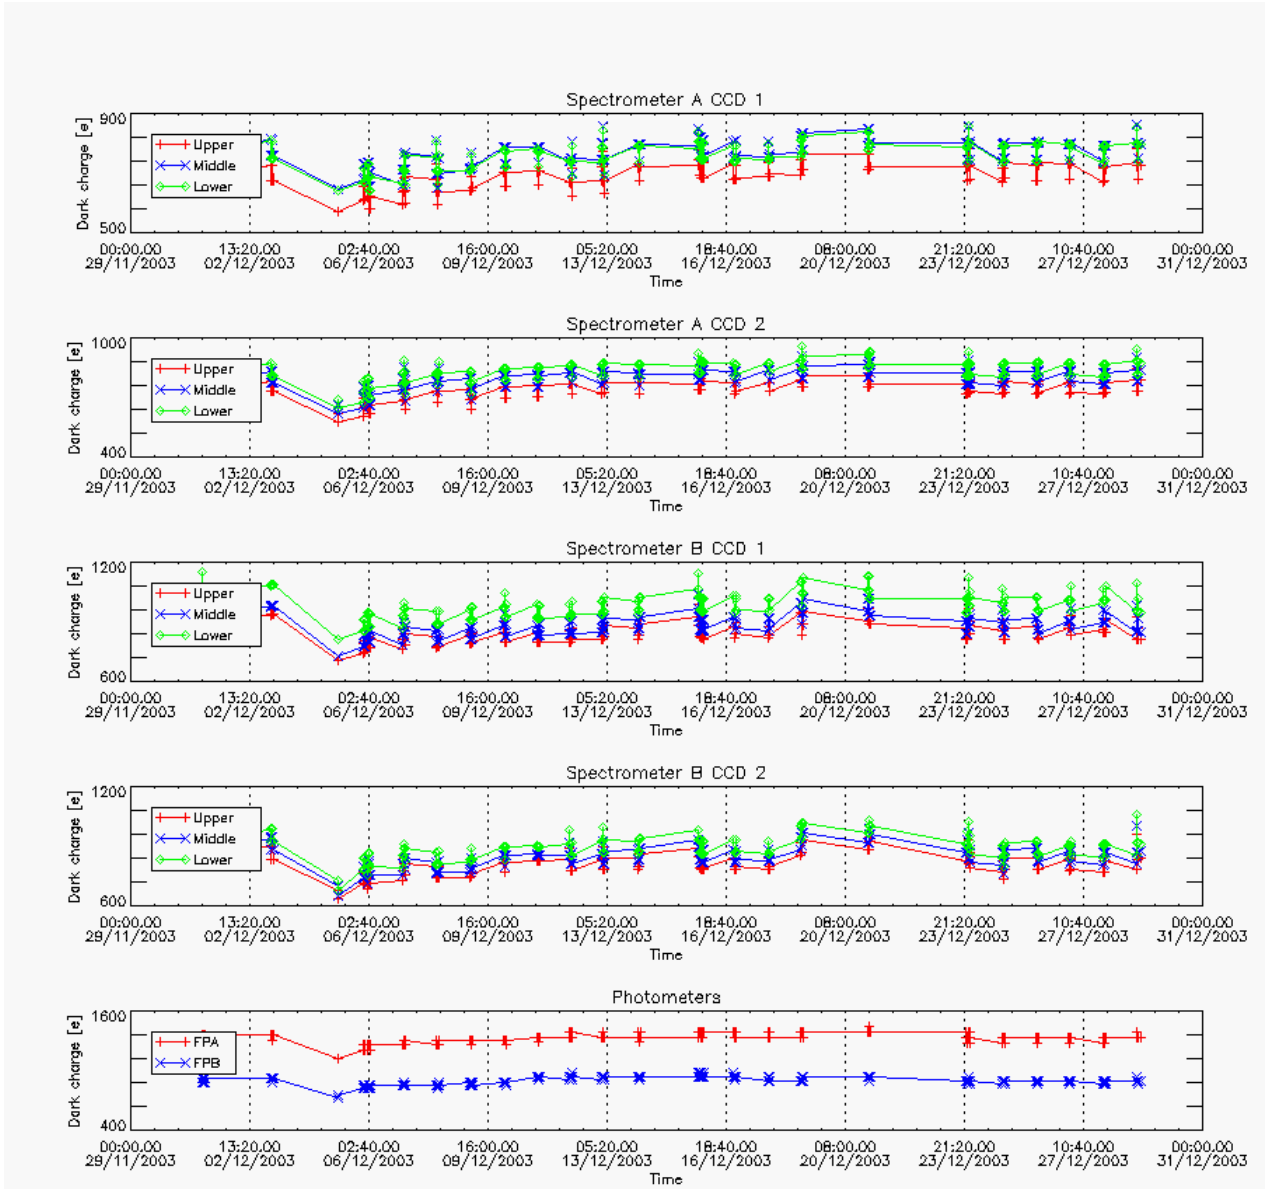 Spectrometer A CCD 1
Dark charge [e]
900
500
Upper
Middle
Lower
00:00.00 13:20.00 02:40.00 16:00.00 05:20.00 18:40.00 08:00.00 21:20.00 10:40.00 00:00.00
29/11/2003 02/12/2003 06/12/2003 09/12/2003 13/12/2003 16/12/2003 20/12/2003 23/12/2003 27/12/2003 31/12/2003
Time
Spectrometer A CCD 2
Dark charge [e]
1000
400
Upper
Middle
Lower
00:00.00 13:20.00 02:40.00 16:00.00 05:20.00 18:40.00 08:00.00 21:20.00 10:40.00 00:00.00
29/11/2003 02/12/2003 06/12/2003 09/12/2003 13/12/2003 16/12/2003 20/12/2003 23/12/2003 27/12/2003 31/12/2003
Time
Spectrometer B CCD 1
Dark charge [e]
1200
600
Upper
Middle
Lower
00:00.00 13:20.00 02:40.00 16:00.00 05:20.00 18:40.00 08:00.00 21:20.00 10:40.00 00:00.00
29/11/2003 02/12/2003 06/12/2003 09/12/2003 13/12/2003 16/12/2003 20/12/2003 23/12/2003 27/12/2003 31/12/2003
Time
Spectrometer B CCD 2
Dark charge [e]
1200
600
Upper
Middle
Lower
00:00.00 13:20.00 02:40.00 16:00.00 05:20.00 18:40.00 08:00.00 21:20.00 10:40.00 00:00.00
29/11/2003 02/12/2003 06/12/2003 09/12/2003 13/12/2003 16/12/2003 20/12/2003 23/12/2003 27/12/2003 31/12/2003
Time
Photometers
Dark charge [e]
1600
400
FPA
FPB
00:00.00 13:20.00 02:40.00 16:00.00 05:20.00 18:40.00 08:00.00 21:20.00 10:40.00 00:00.00
29/11/2003 02/12/2003 06/12/2003 09/12/2003 13/12/2003 16/12/2003 20/12/2003 23/12/2003 27/12/2003 31/12/2003
Time